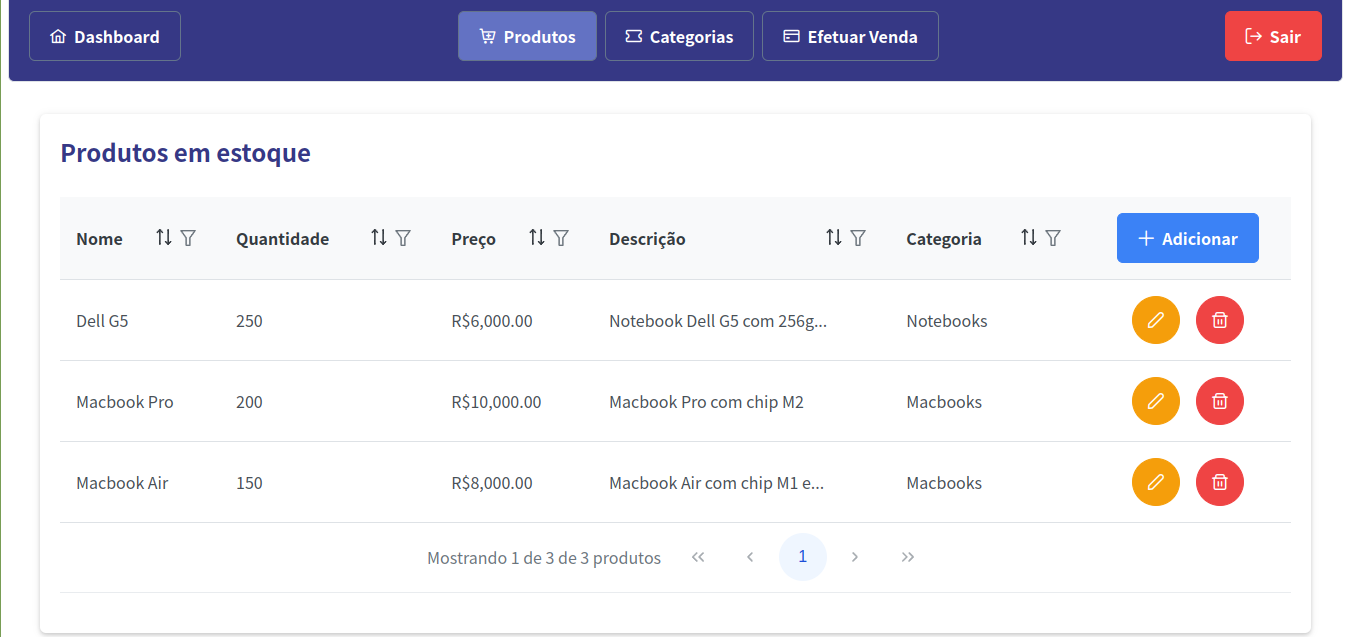 Dashboard Produtos Categorias Efetuar Venda Sair
Produtos em estoque
Nome Quantidade Preço Descrição Categoria Adicionar
Dell G5 250 R$6,000.00 Notebook Dell G5 com 256g... Notebooks
Macbook Pro 200 R$10,000.00 Macbook Pro com chip M2 Macbooks
Macbook Air 150 R$8,000.00 Macbook Air com chip M1 e... Macbooks
Mostrando 1 de 3 de 3 produtos 1